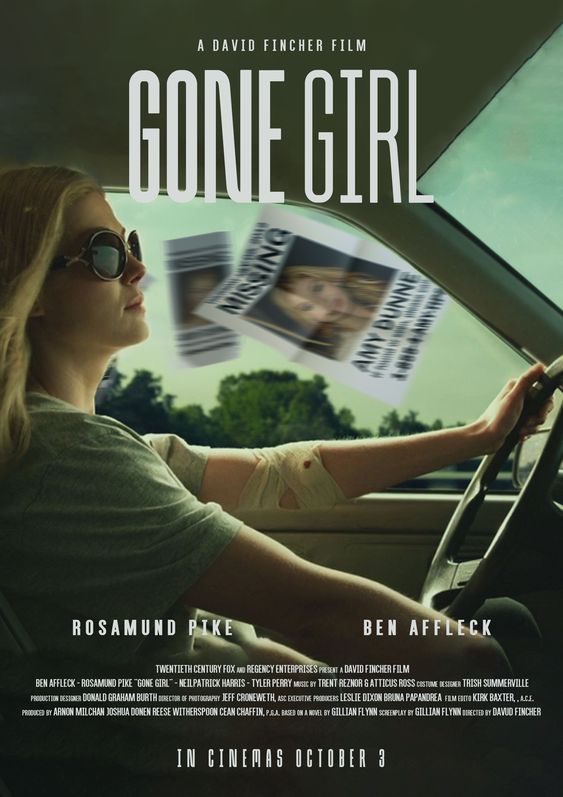 A DAVID FINCHER FILM
GONE GIRL
MISSING
AMY DUNNE
ROSAMUND PIKE
BEN AFFLECK
TWENTIETH CENTURY FOX AND REGENCY ENTERPRISES PRESENT A DAVID FINCHER FILM
BEN AFFLECK - ROSAMUND PIKE "GONE GIRL" - NEILPATRICK HARRIS - TYLER PERRY MUSIC BY TRENT REZNOR & ATTICUS ROSS COSTUME DESIGNER TRISH SUMMERVILLE
PRODUCTION DESIGNER DONALD GRAHAM BURTH DIRECTOR OF PHOTOGRAPHY JEFF CRONEWETH, ASC EXECUTIVE PRODUCERS LESLIE DIXON BRUNA PAPANDREA FILM EDITO KIRK BAXTER, , A.C.E.
PRODUCED BY ARNON MILCHAN JOSHUA DONEN REESE WITHERSPOON CEAN CHAFFIN, P.G.A. BASED ON A NOVEL BY GILLIAN FLYNN SCREENPLAY BY GILLIAN FLYNN DIRECTED BY DAVUD FINCHER
IN CINEMAS OCTOBER 3